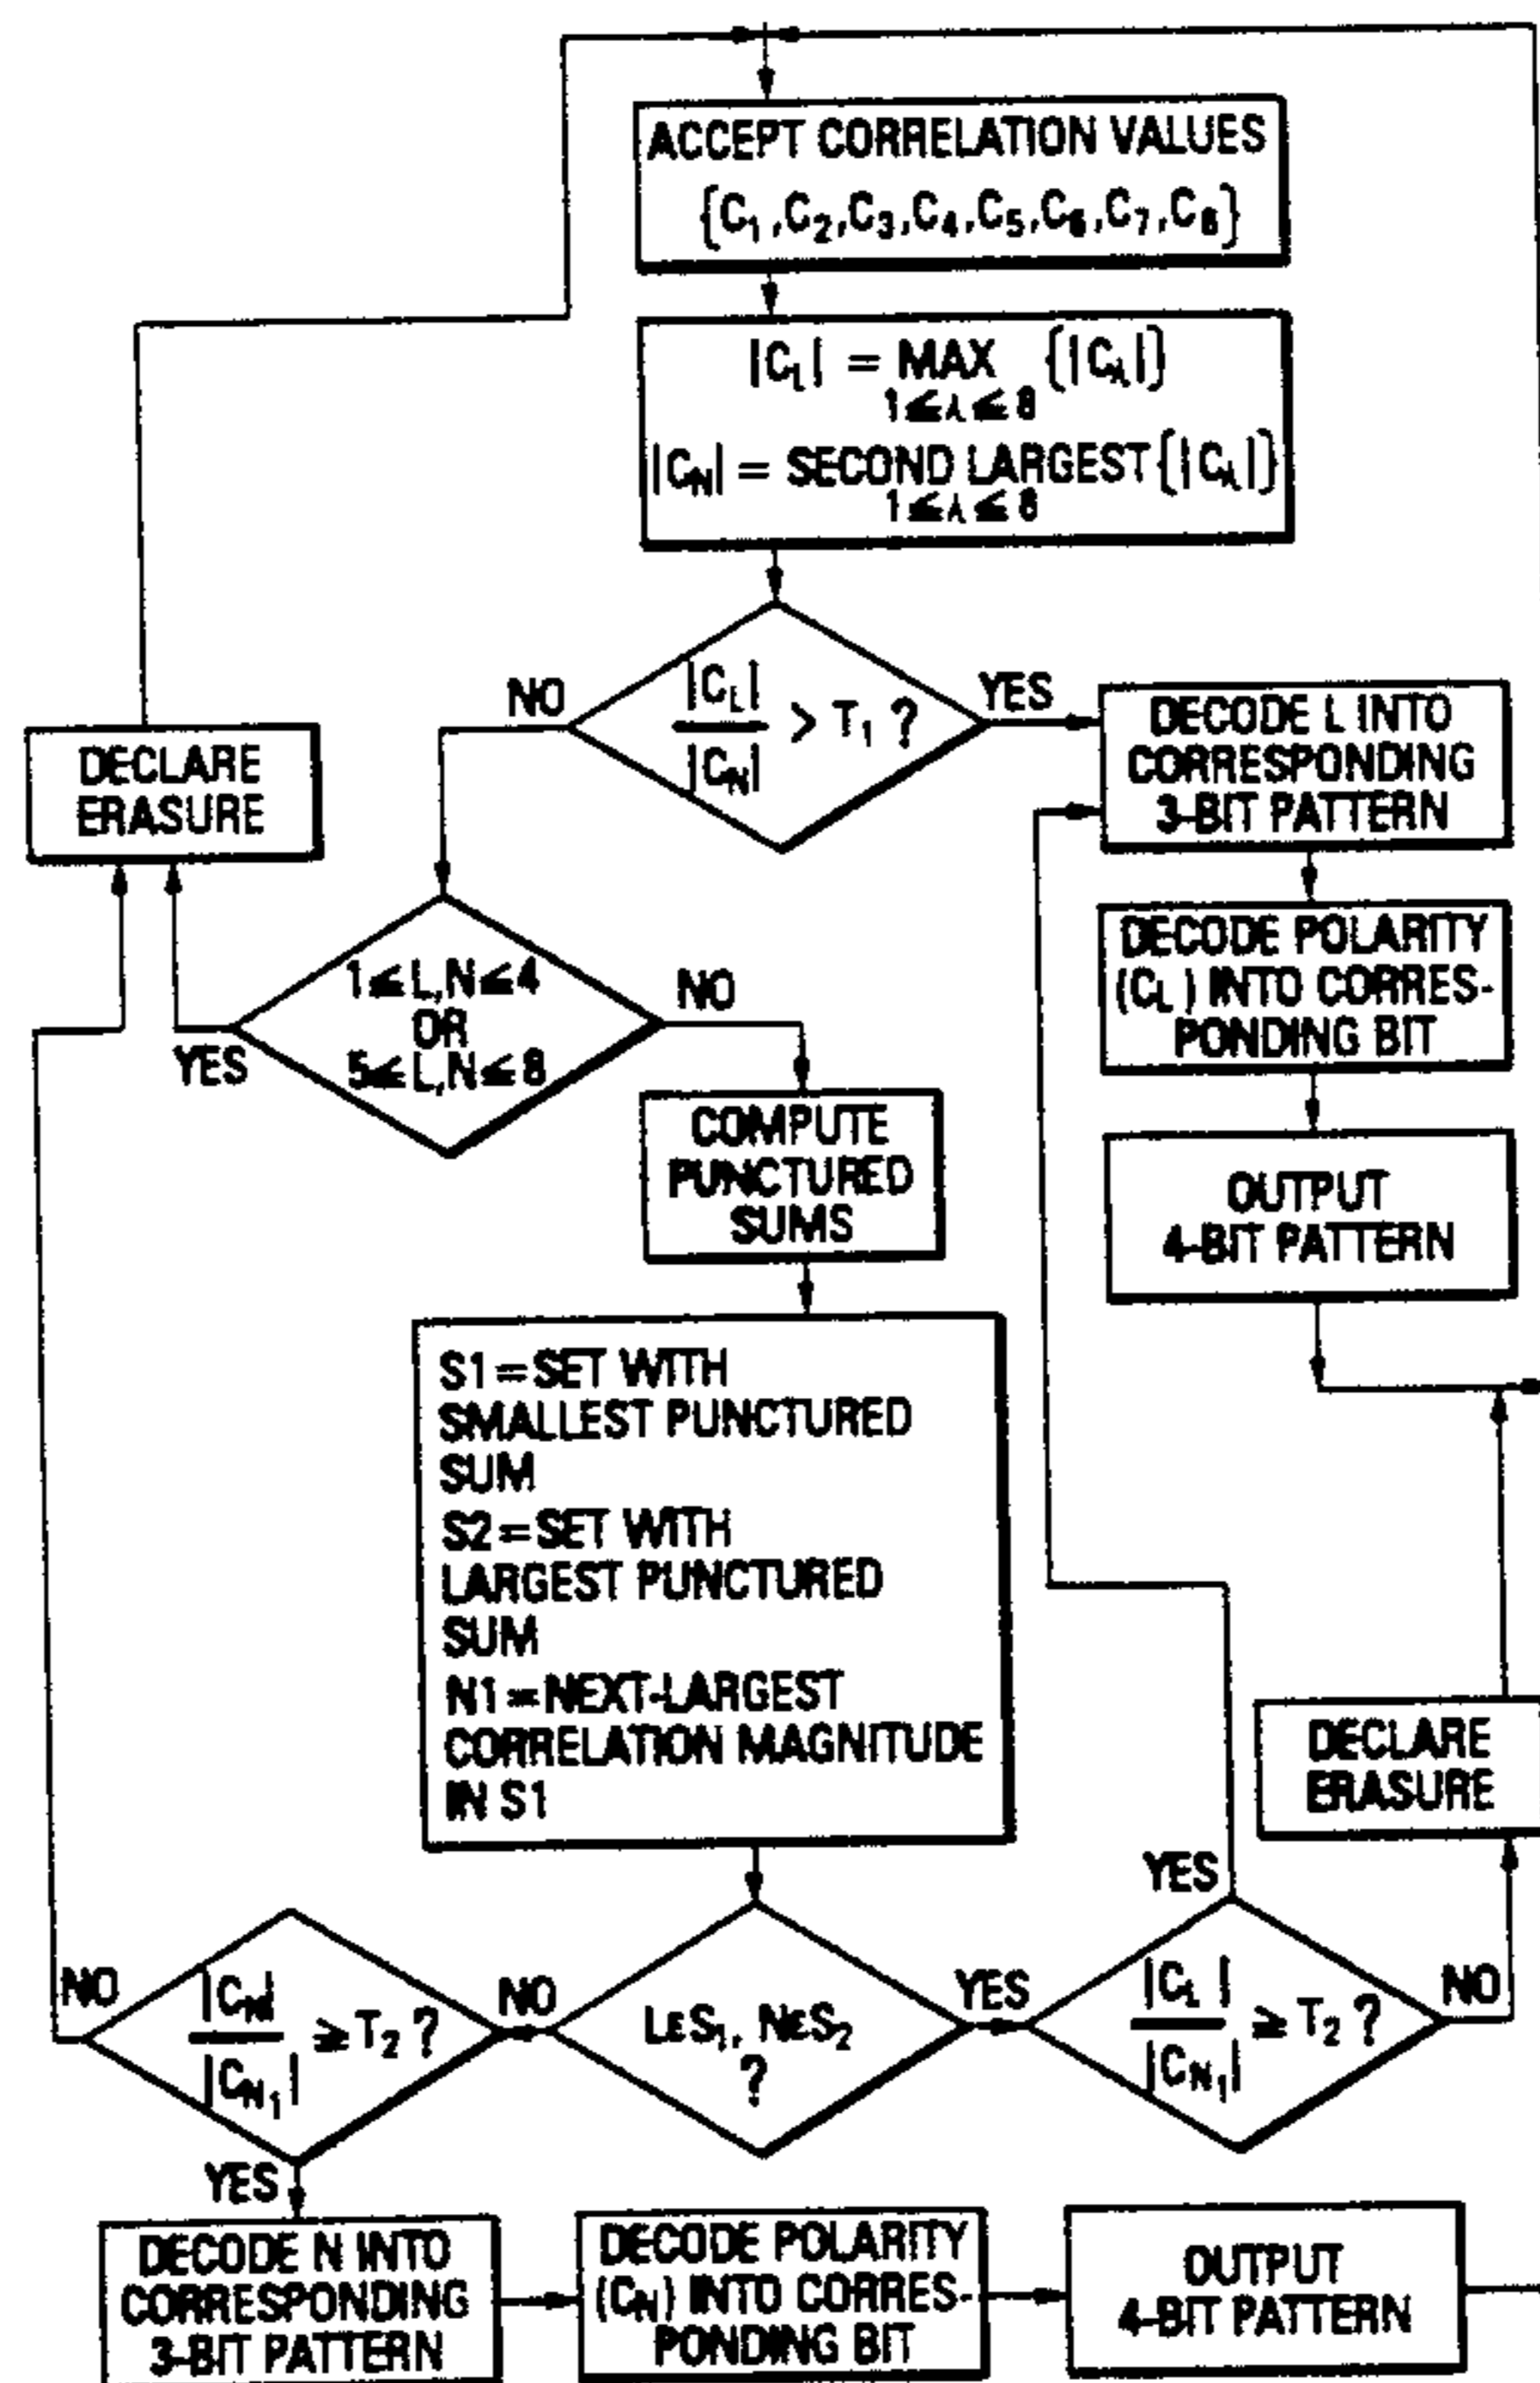 ACCEPT CORRELATION VALUES
{C1,C2,C3,C4,C5,C6,C7,C8}
|CL| = MAX {|Cλ|}
1≦λ≦8
|CN| = SECOND LARGEST{|Cλ|}
1≦λ≦8
NO
|CL|
|CN|
> T1 ?
YES
DECODE L INTO
CORRESPONDING
3-BIT PATTERN
DECLARE
ERASURE
DECODE POLARITY
(CL) INTO CORRES-
PONDING BIT
1≦L,N≦4
OR
5≦L,N≦8
YES
NO
COMPUTE
PUNCTURED
SUMS
OUTPUT
4-BIT PATTERN
S1=SET WITH
SMALLEST PUNCTURED
SUM
S2=SET WITH
LARGEST PUNCTURED
SUM
N1=NEXT-LARGEST
CORRELATION MAGNITUDE
IN S1
DECLARE
ERASURE
NO
|CN|
|CN1|
≧T2 ?
NO
LεS1, NεS2
?
YES
YES
|CL|
|CN1|
≧T2 ?
NO
YES
DECODE N INTO
CORRESPONDING
3-BIT PATTERN
DECODE POLARITY
(CN) INTO CORRES-
PONDING BIT
OUTPUT
4-BIT PATTERN